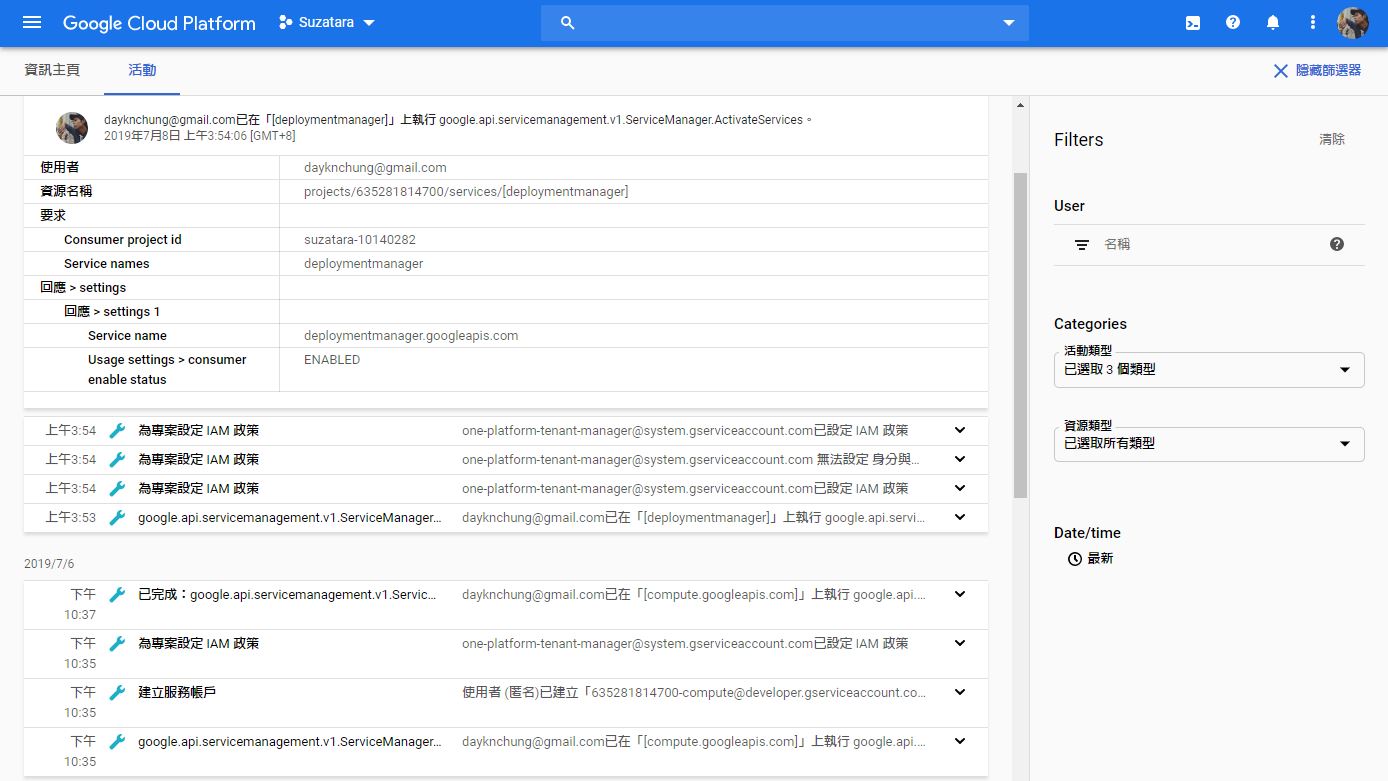 Google Cloud Platform
Suzatara
資訊主頁
活動
隱藏篩選器
daykchung@gmail.com已在「[deploymentmanager]」上執行 google.api.servicemanagement.v1.ServiceManager.ActivateServices。
2019年7月8日 上午3:54:06 [GMT+8]
使用者 dayknchung@gmail.com
資源名稱 projects/635281814700/services/[deploymentmanager]
要求
Consumer project id suzatara-10140282
Service names deploymentmanager
回應 > settings
回應 > settings 1
Service name deploymentmanager.googleapis.com
Usage settings > consumer ENABLED
enable status
上午3:54 為專案設定 IAM 政策 one-platform-tenant-manager@system.gserviceaccount.com已設定 IAM 政策
上午3:54 為專案設定 IAM 政策 one-platform-tenant-manager@system.gserviceaccount.com 無法設定 身分與...
上午3:54 為專案設定 IAM 政策 one-platform-tenant-manager@system.gserviceaccount.com已設定 IAM 政策
上午3:53 google.api.servicemanagement.v1.ServiceManager... dayknchung@gmail.com已在「[deploymentmanager]」上執行 google.api.servi...
2019/7/6
下午 已完成：google.api.servicemanagement.v1.Servic... dayknchung@gmail.com已在「[compute.googleapis.com]」上執行 google.api....
10:37
下午 為專案設定 IAM 政策 one-platform-tenant-manager@system.gserviceaccount.com已設定 IAM 政策
10:35
下午 建立服務帳戶 使用者 (匿名)已建立「635281814700-compute@developer.gserviceaccount.co...
10:35
下午 google.api.servicemanagement.v1.ServiceManager... dayknchung@gmail.com已在「[compute.googleapis.com]」上執行 google.api....
10:35
Filters
清除
User
名稱
Categories
活動類型
已選取 3 個類型
資源類型
已選取所有類型
Date/time
最新